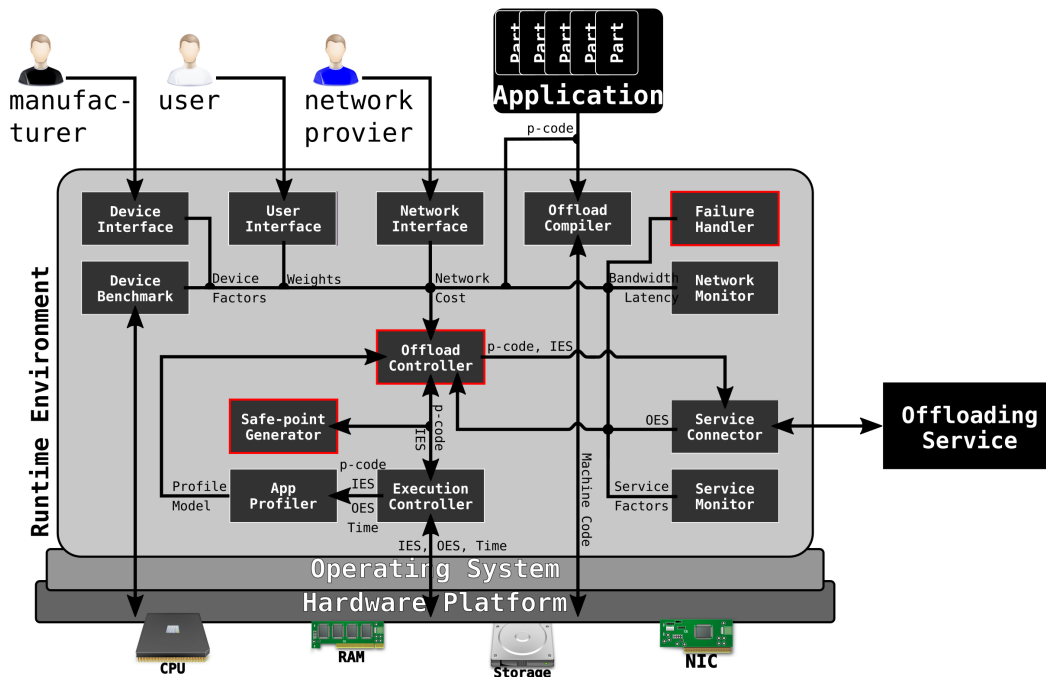 Part
Part
Part
Part
Part
Application
manufac-
turer
user
network
provier
p-code
Device
Interface
User
Interface
Network
Interface
Offload
Compiler
Failure
Handler
Device
Benchmark
Device
Factors
Weights
Network
Cost
Bandwidth
Latency
Network
Monitor
Offload
Controller
p-code, IES
Safe-point
Generator
p-code
IES
OES
Service
Connector
Offloading
Service
Profile
Model
App
Profiler
p-code
IES
OES
Time
Execution
Controller
Machine Code
Service
Factors
Service
Monitor
IES, OES, Time
Runtime Environment
Operating System
Hardware Platform
CPU
RAM
Storage
NIC